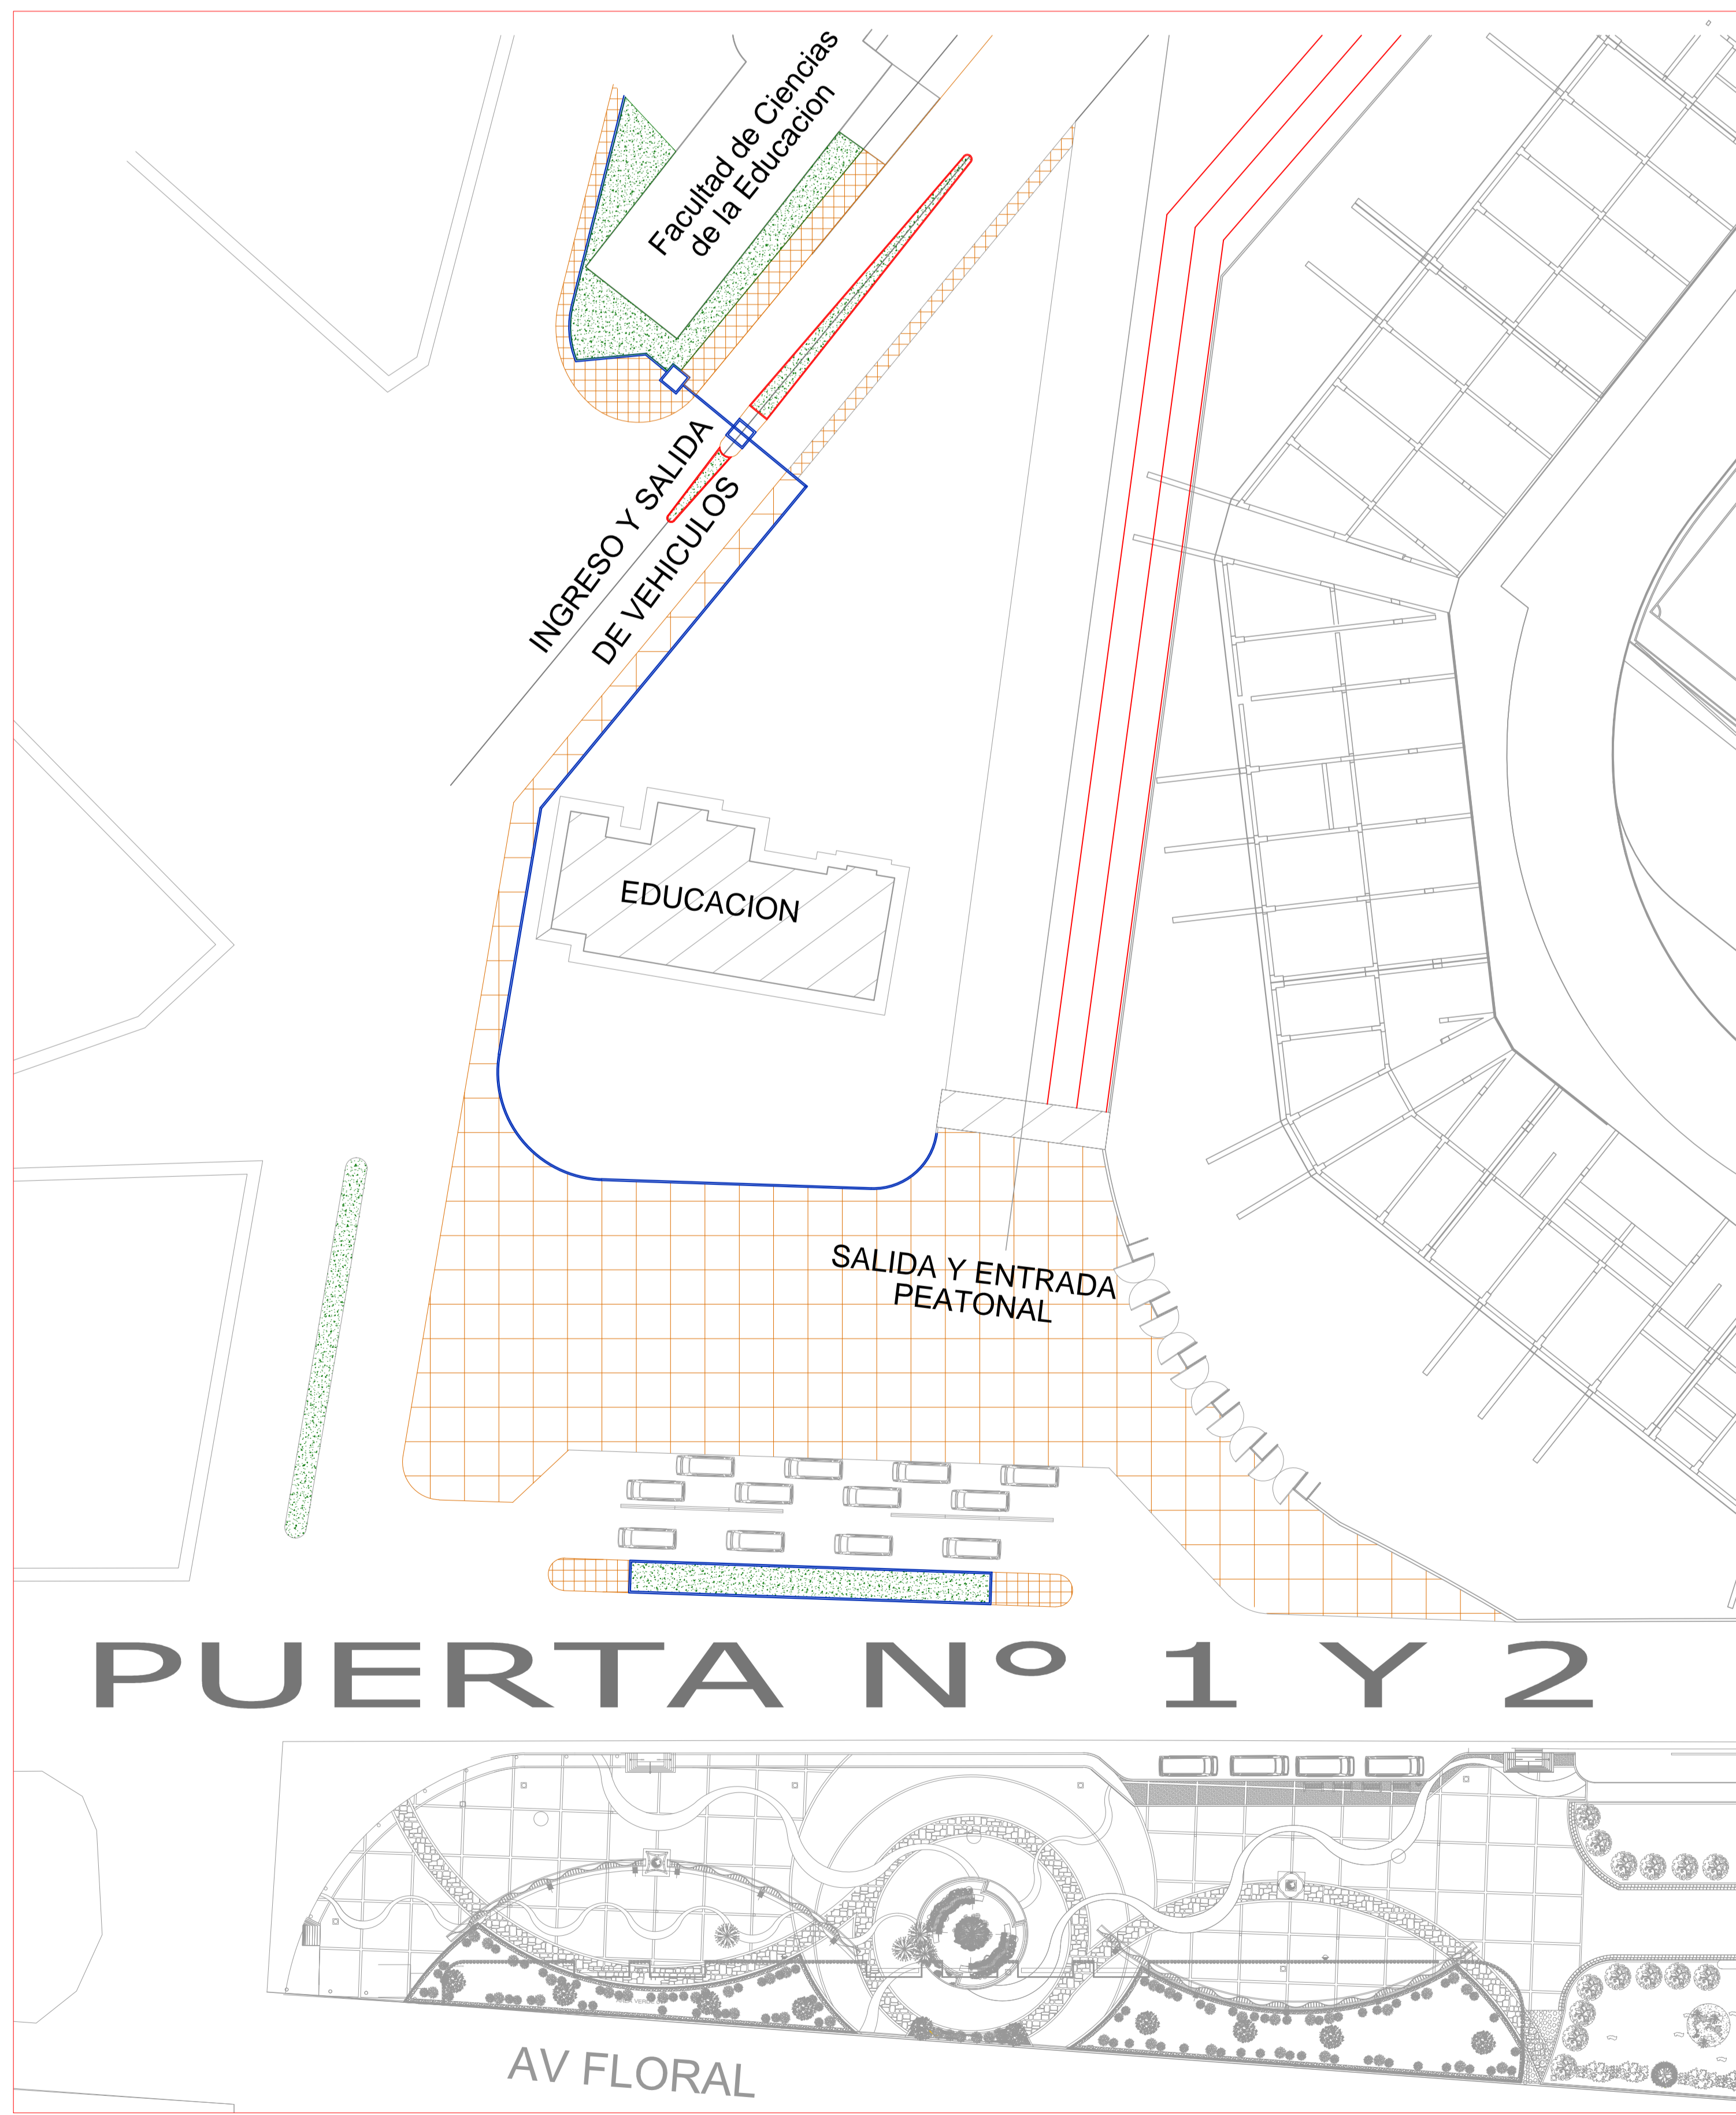 Facultad de Ciencias
de la Educacion
INGRESO Y SALIDA
DE VEHICULOS
EDUCACION
SALIDA Y ENTRADA
PEATONAL
PUERTA Nº 1 Y 2
AV FLORAL